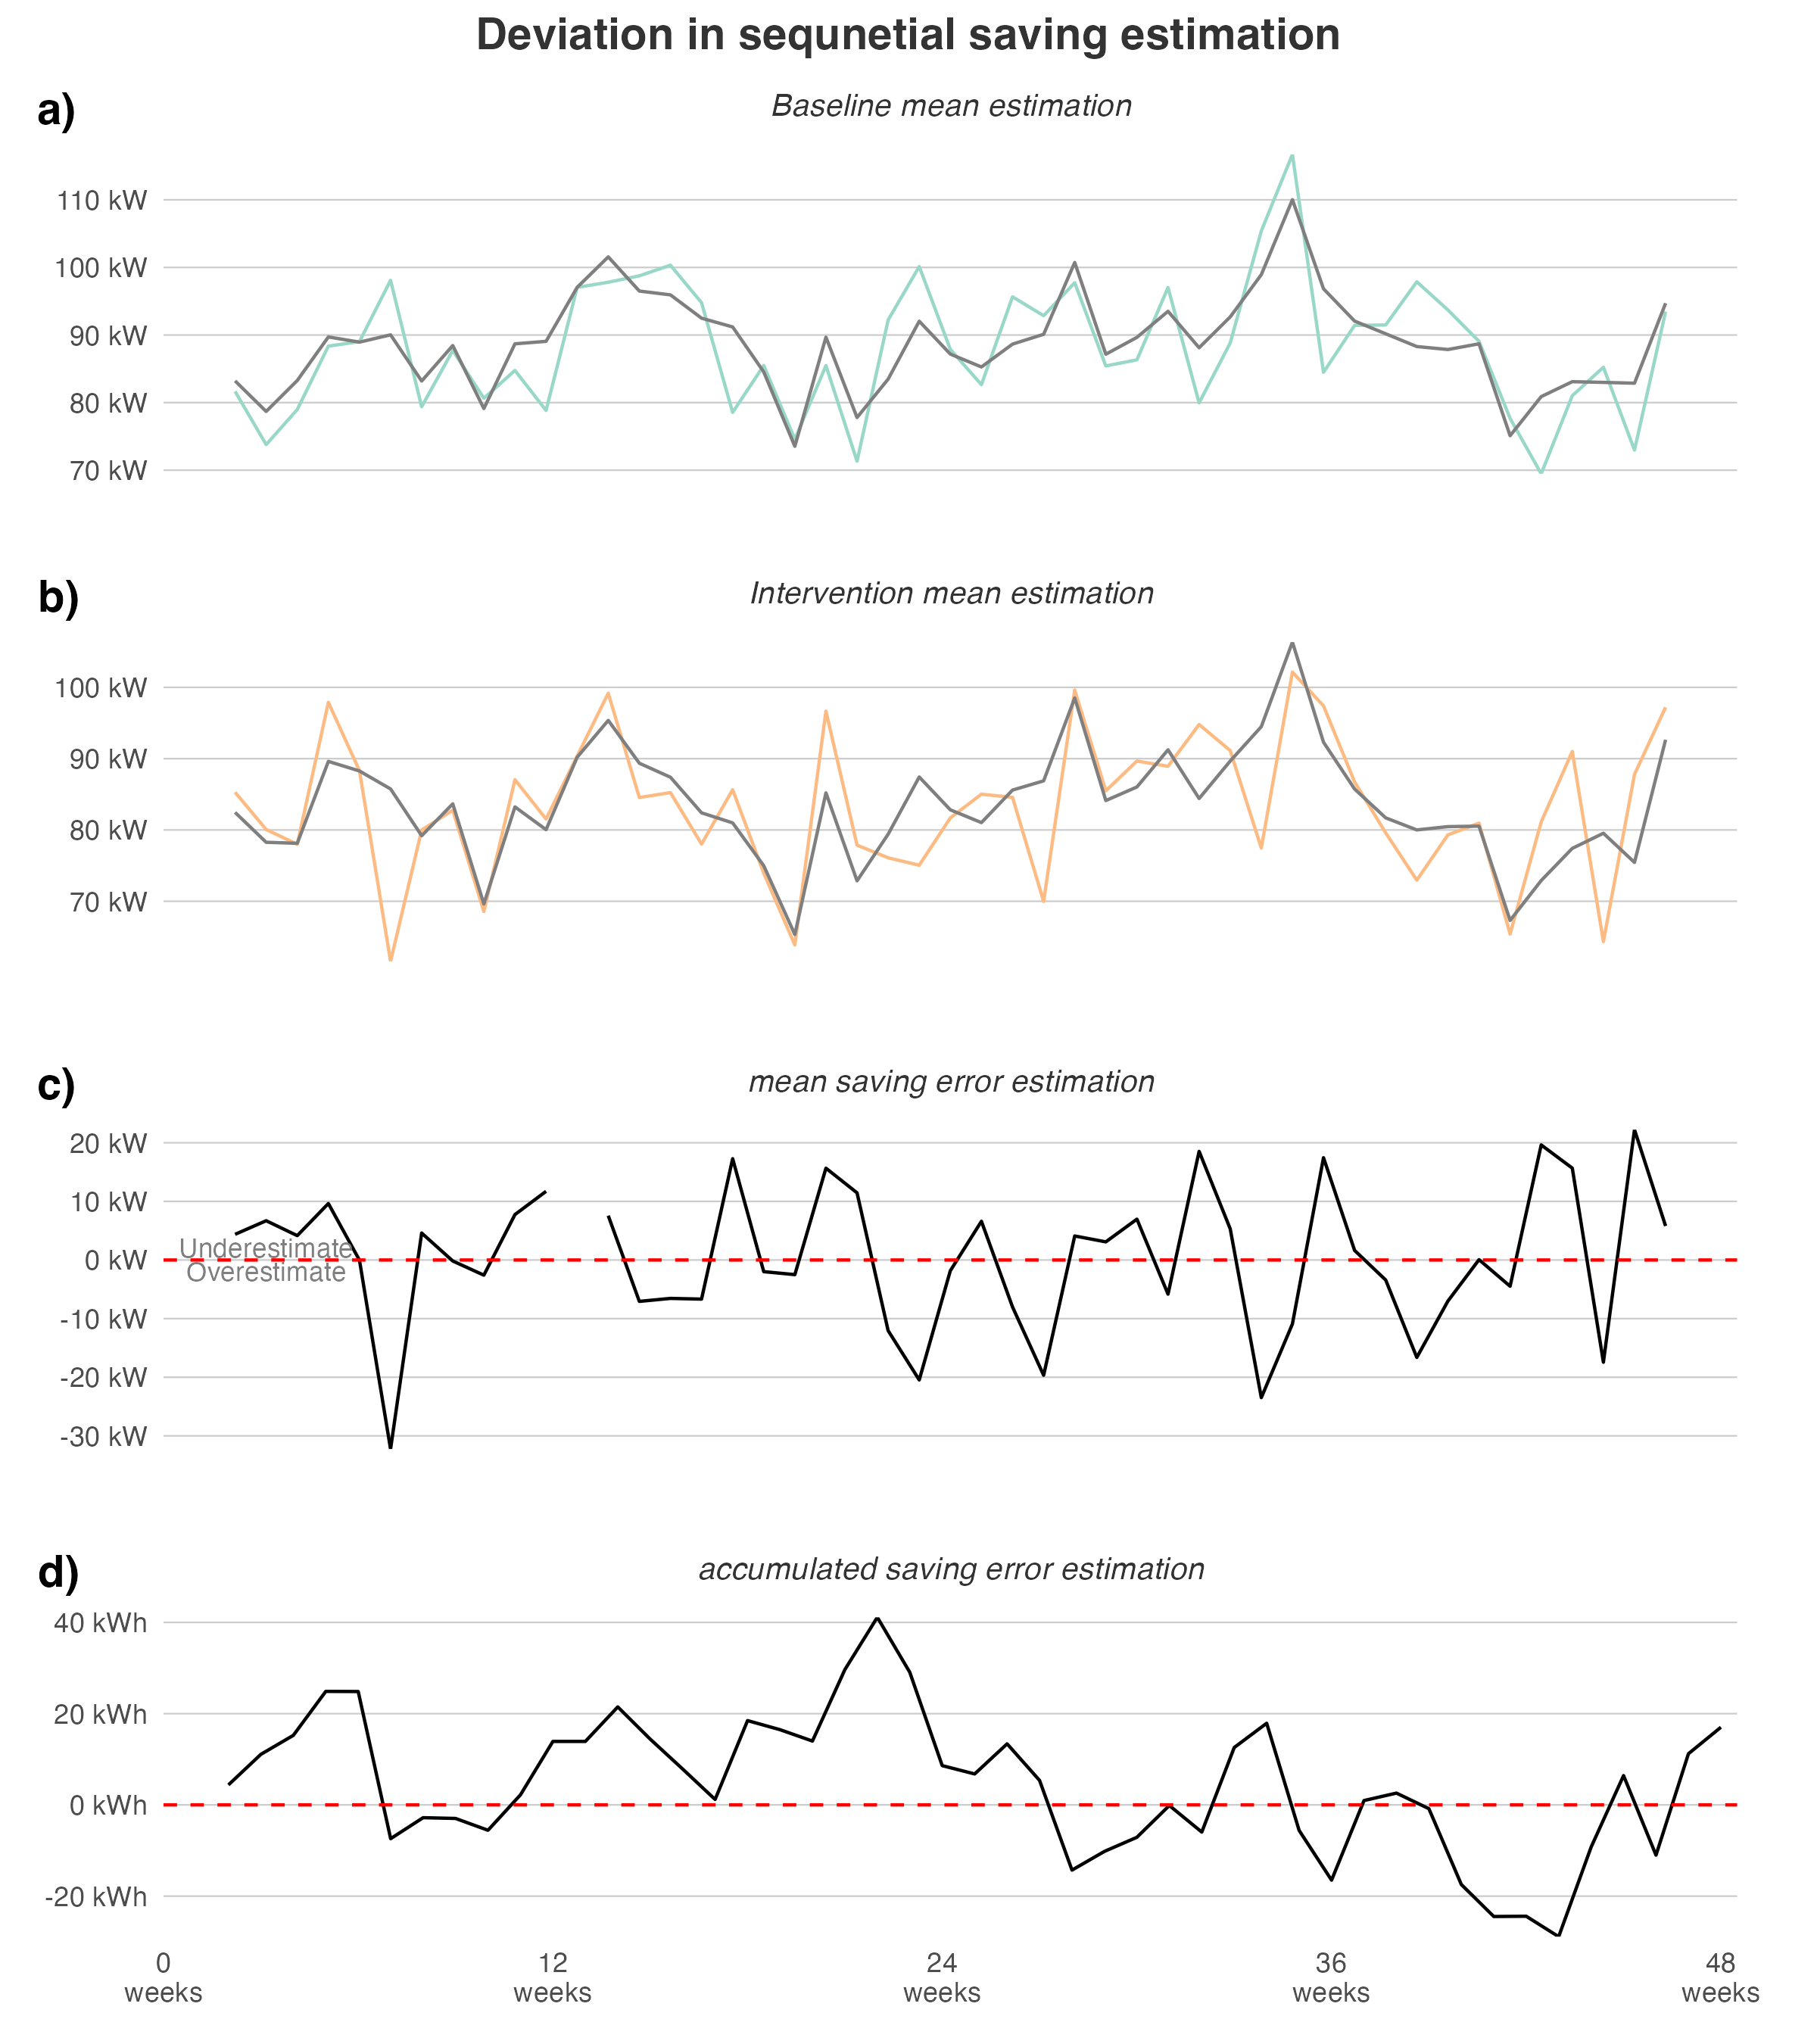 Deviation in sequnetial saving estimation
a)
Baseline mean estimation
110 kW
100 kW
90 kW
80 kW
70 kW
b)
Intervention mean estimation
100 kW
90 kW
80 kW
70 kW
c)
mean saving error estimation
20 kW
10 kW
Underestimate
0 kW
Overestimate
-10 kW
-20 kW
-30 kW
d)
accumulated saving error estimation
40 kWh
20 kWh
0 kWh
-20 kWh
0 12 24 36 48
weeks weeks weeks weeks weeks